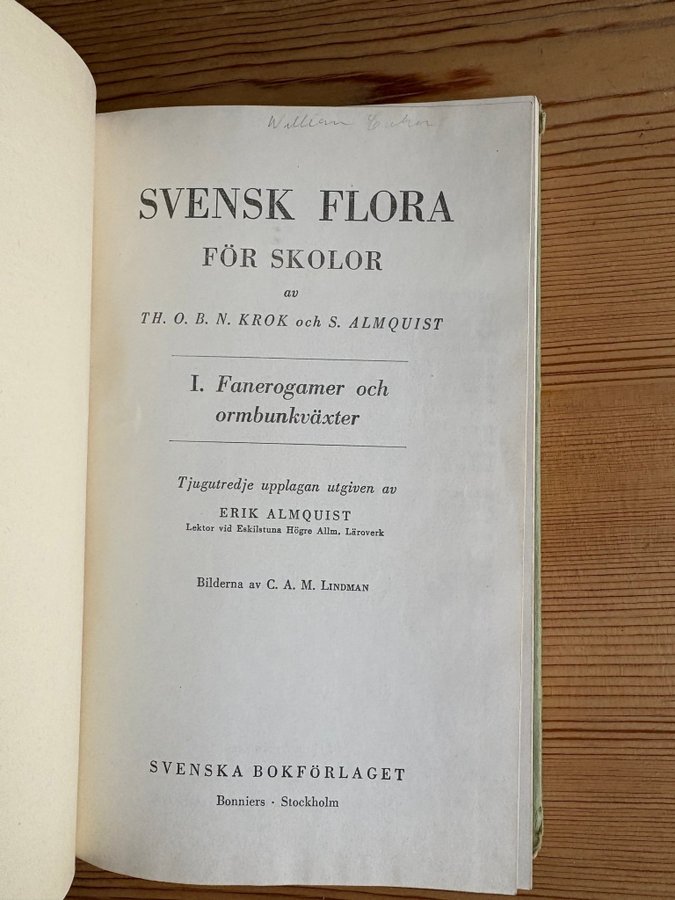 William
SVENSK FLORA
FÖR SKOLOR
av
TH. O. B. N. KROK och S. ALMQUIST
I. Fanerogamer och
ormbunkväxter
Tjugutredje upplagan utgiven av
ERIK ALMQUIST
Lektor vid Eskilstuna Högre Allm. Läroverk
Bilderna av C. A. M. LINDMAN
SVENSKA BOKFÖRLAGET
Bonniers · Stockholm